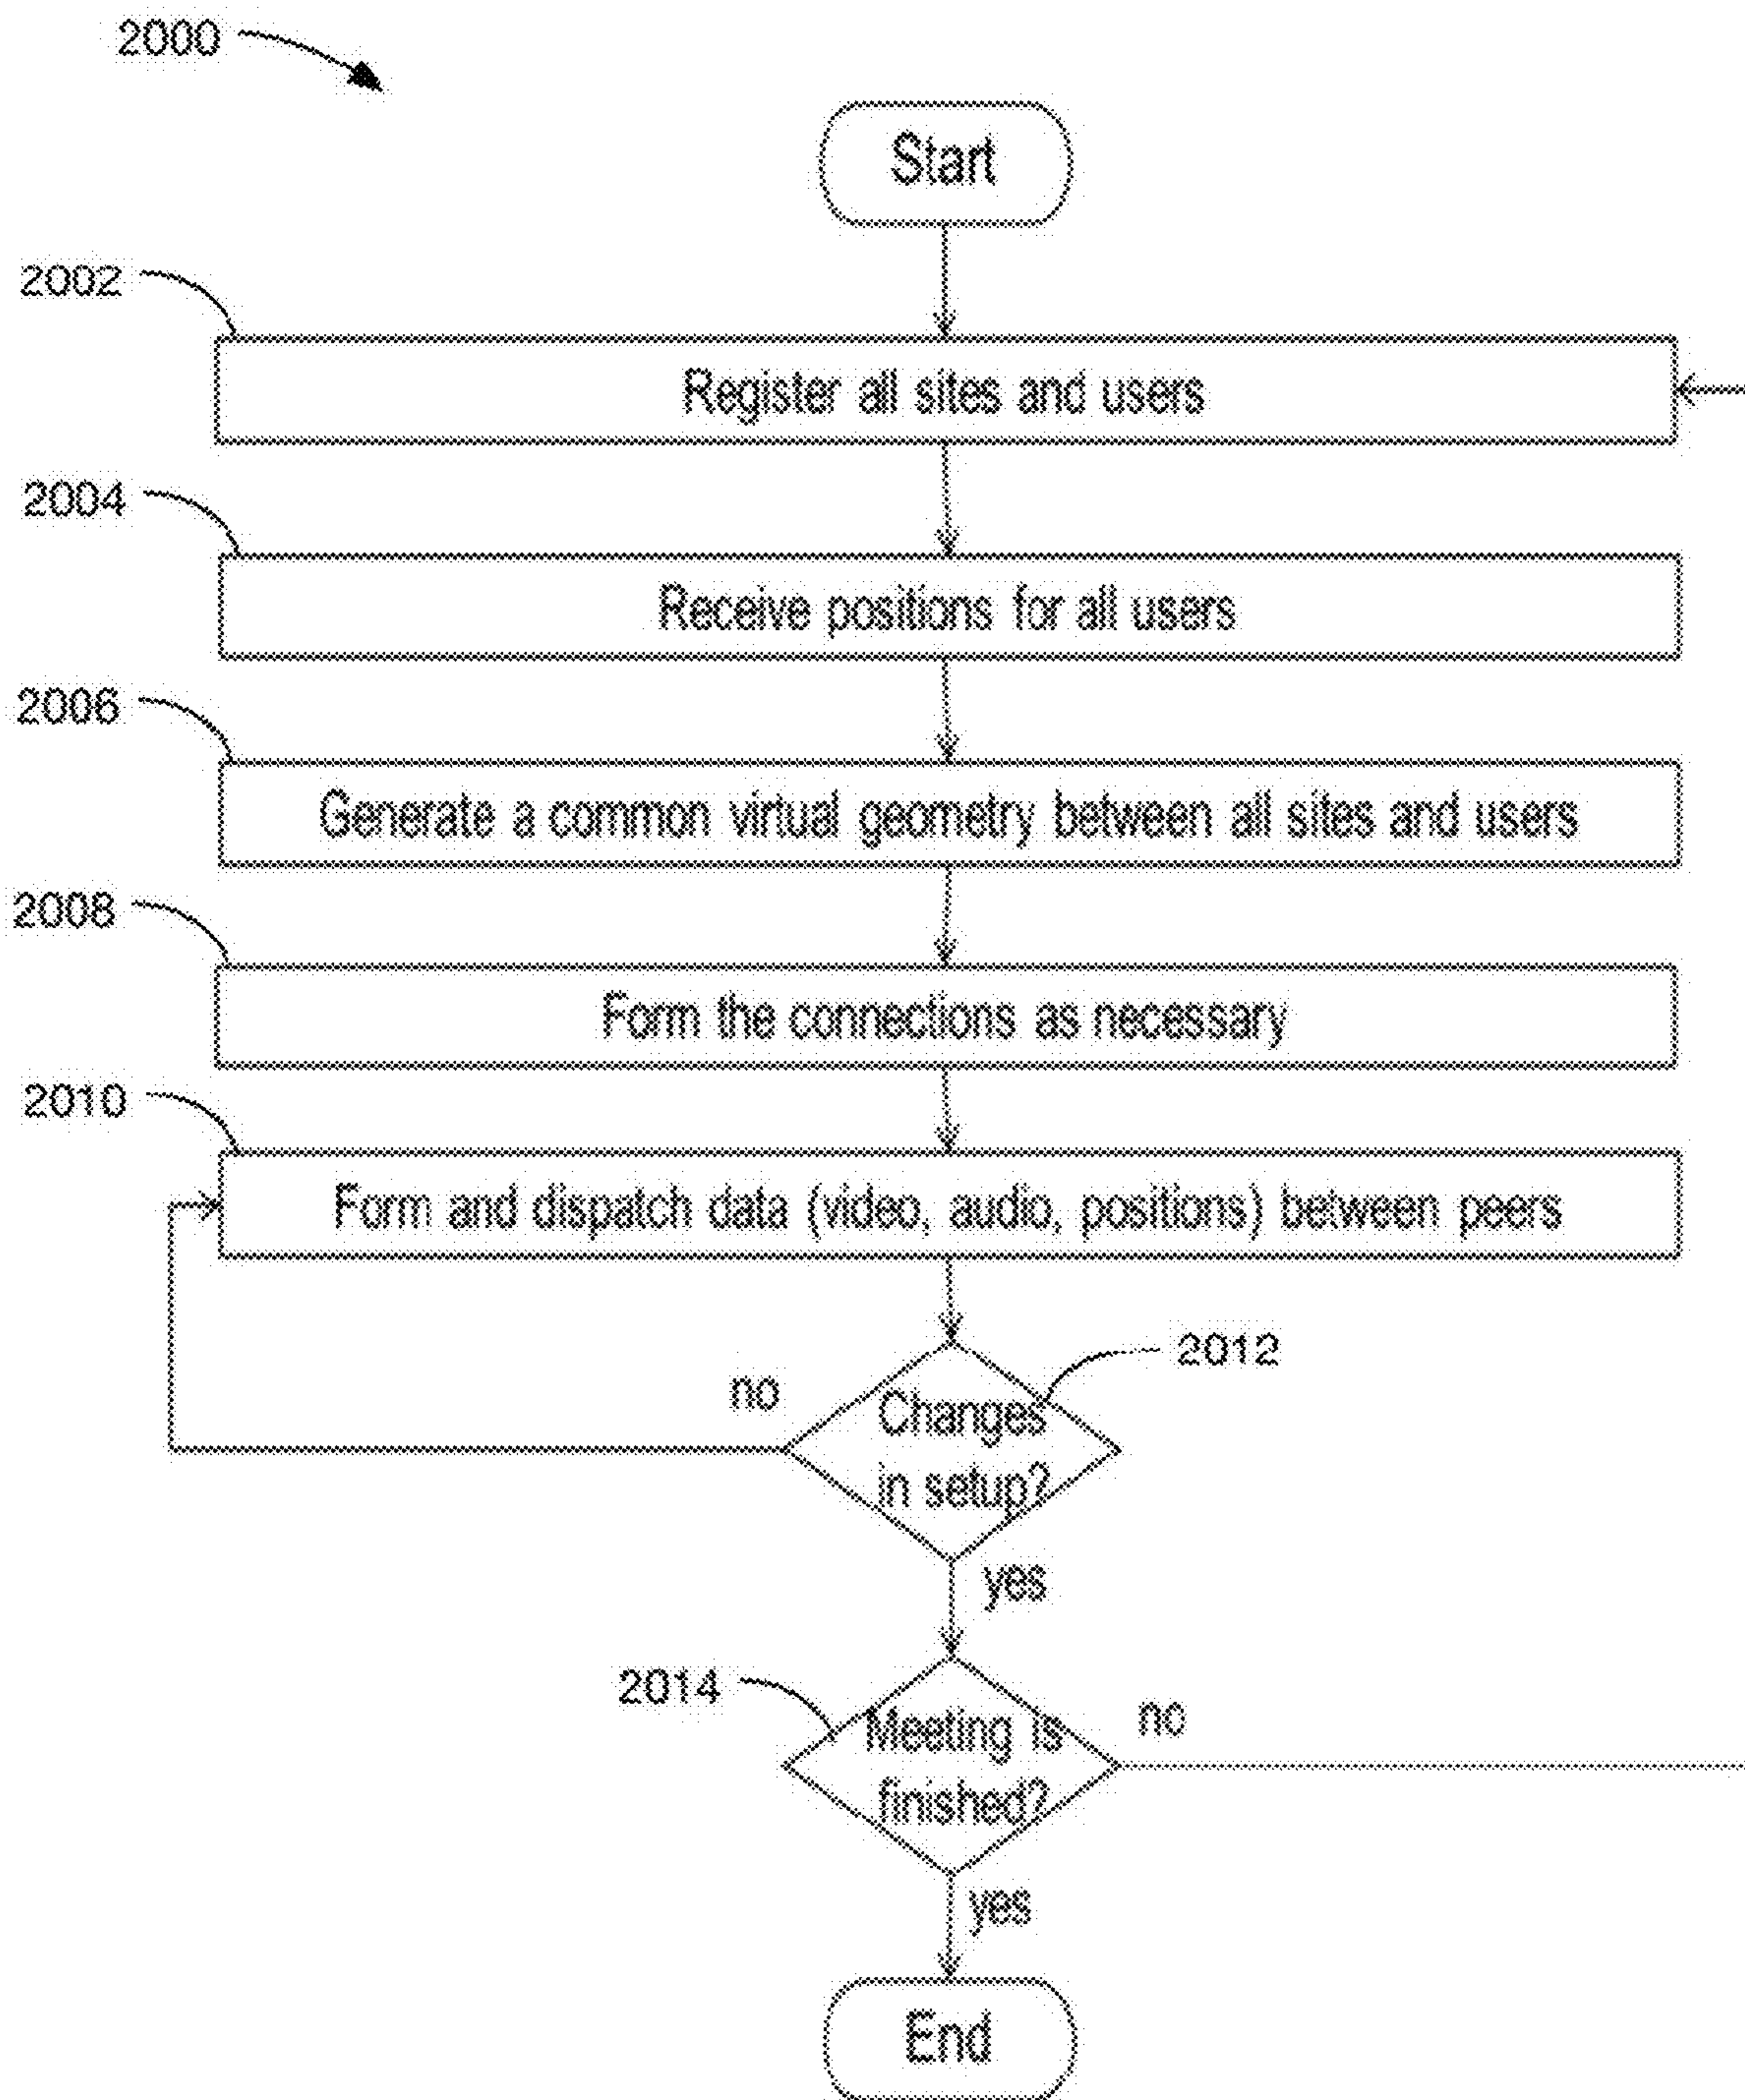 2000
Start
2002
Register all sites and users
2004
Receive positions for all users
2006
Generate a common virtual geometry between all sites and users
2008
Form the connections as necessary
2010
Form and dispatch data (video, audio, positions) between peers
2012
no
Changes
in setup?
yes
2014
Meeting is
finished?
no
yes
End